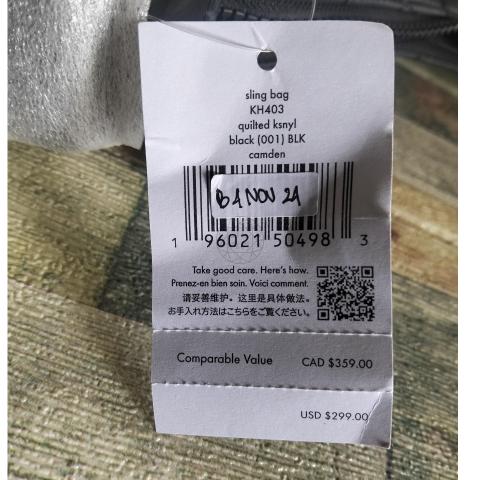 sling bag
KH403
quilted ksnyl
black (001) BLK
camden
B1 NOV 21
1 96021 50498 3
Take good care. Here's how.
Prenez-en bien soin. Voici comment.
请妥善维护。这里是具体做法。
お手入れ方法はこちらをご覧ください。
Comparable Value CAD $359.00
USD $299.00